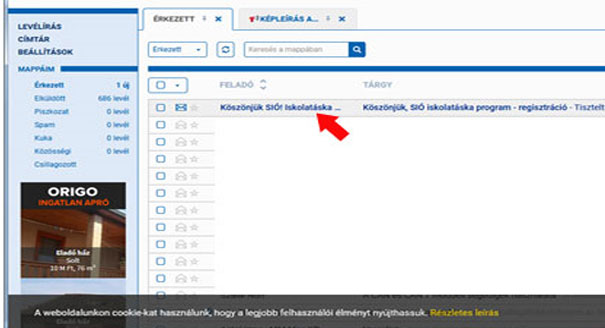 LEVÉLÍRÁS
CÍMTÁR
BEÁLLÍTÁSOK
MAPPÁIM
Érkezett 1 új
Elküldött 686 levél
Piszkozat 0 levél
Spam 0 levél
Kuka 0 levél
Közösségi 0 levél
Csillagozott
ORIGO
INGATLAN APRÓ
Eladó ház
Solt
10 M Ft, 76 m²
ÉRKEZETT
KÉPLEÍRÁS A...
Érkezett
Keresés a mappában
FELADÓ TÁRGY
Köszönjük SIÓ! Iskolatáska ... Köszönjük, SIÓ iskolatáska program - regisztráció - Tisztelt
A weboldalunkon cookie-kat használunk, hogy a legjobb felhasználói élményt nyújthassuk. Részletes leírás